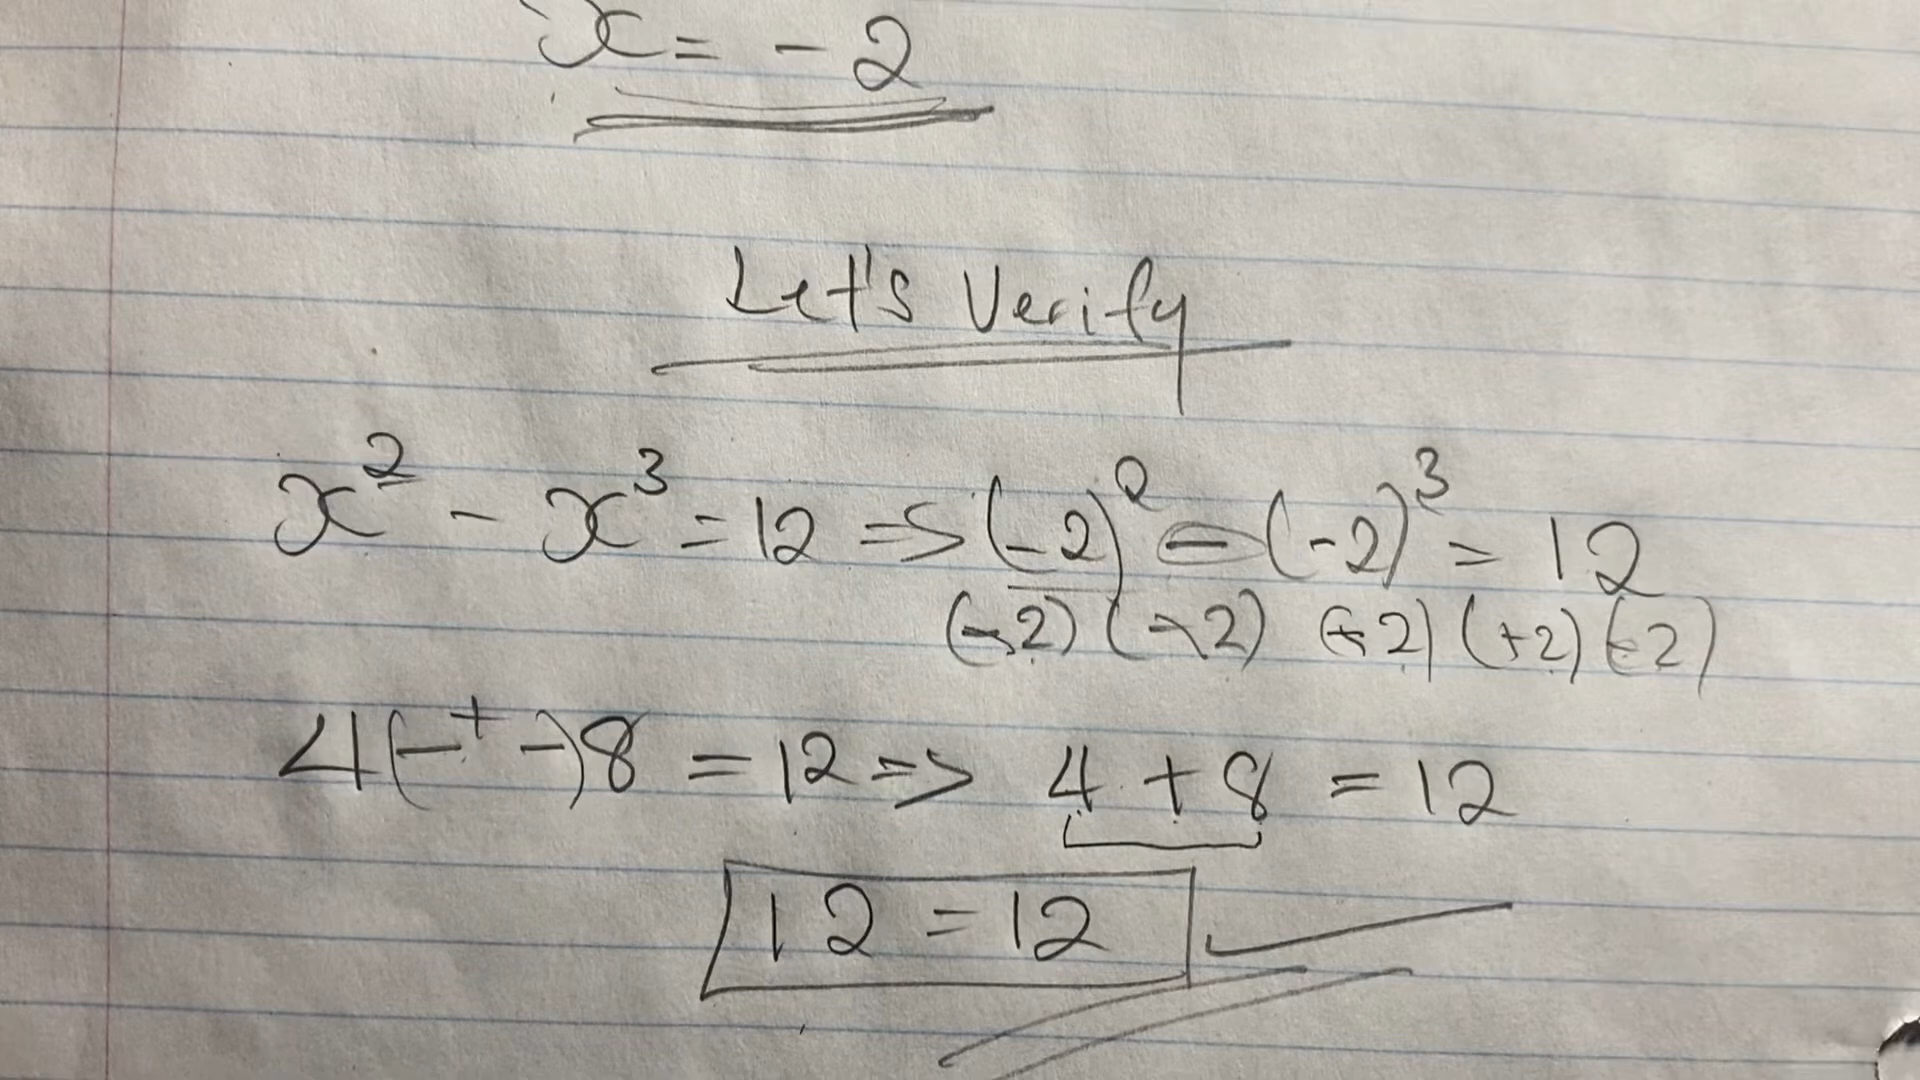 x = -2
Let's Verify
x² - x³ = 12 => (-2)² - (-2)³ = 12
(-2) (-2) (-2) (+2) (-2)
4(-⁺-)8 = 12 => 4 + 8 = 12
12 = 12 ✓